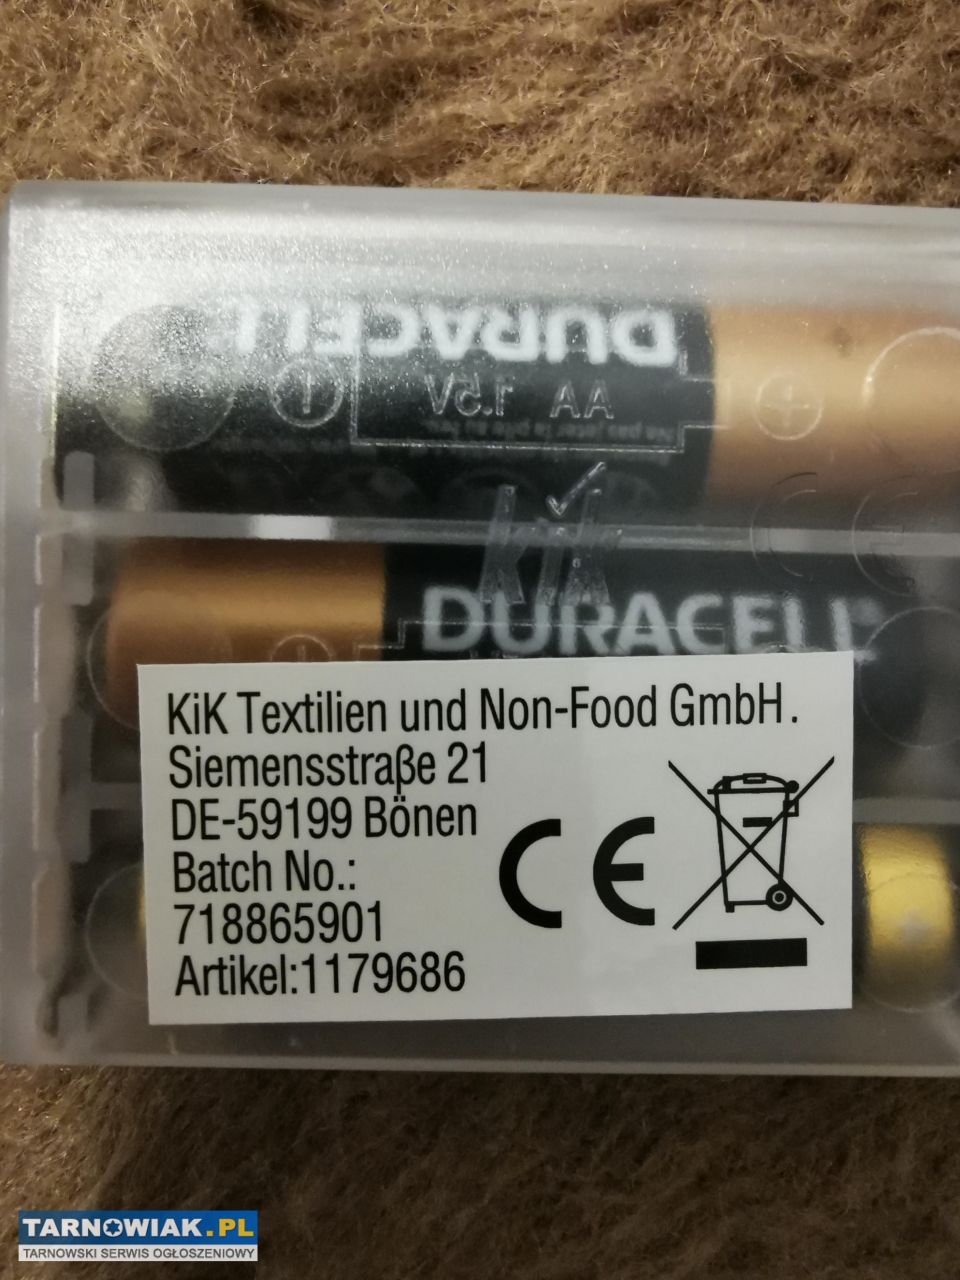 DURACELL
AA 1.5V
KiK
DURACELL
KiK Textilien und Non-Food GmbH.
Siemensstraße 21
DE-59199 Bönen
Batch No.:
718865901
Artikel:1179686
CE
TARNOWIAK.PL
TARNOWSKI SERWIS OGŁOSZENIOWY